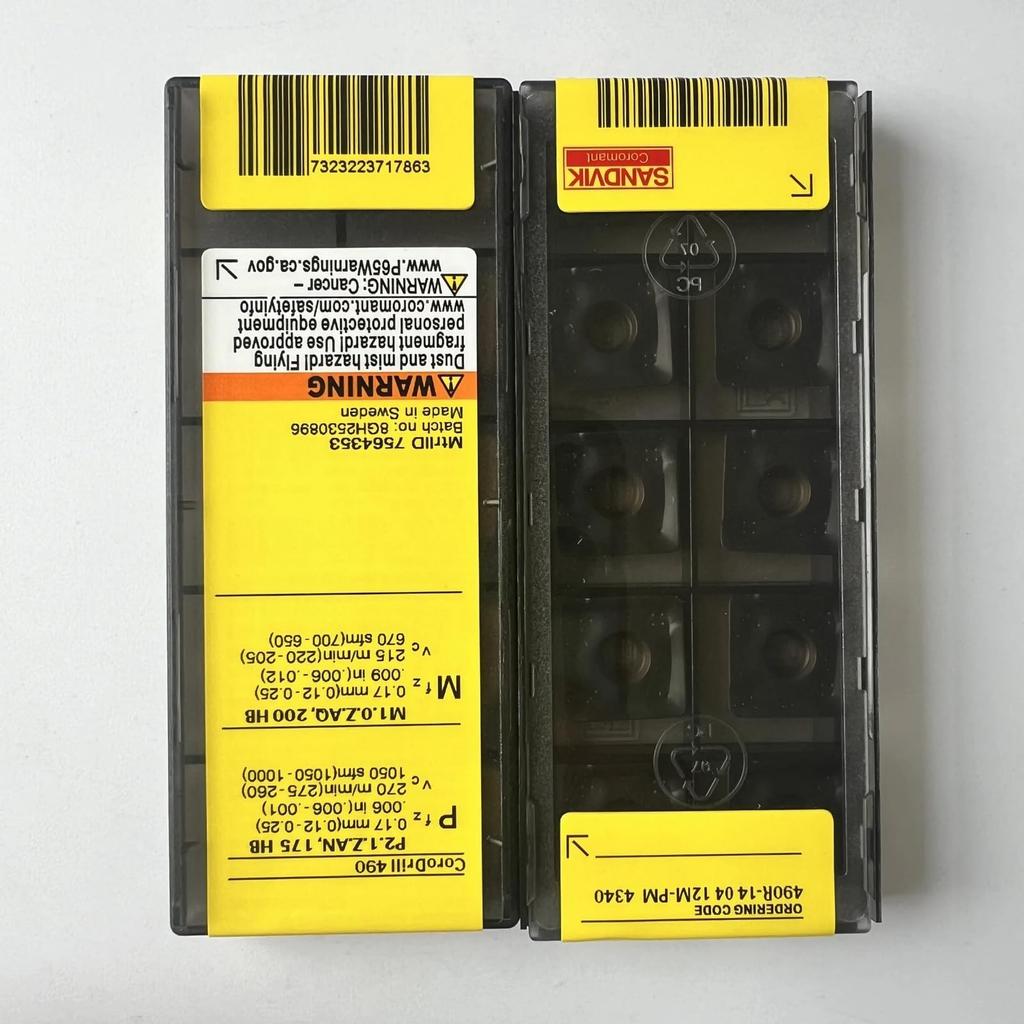 7323223717863
CoroDrill 490
P2.1.Z.AN, 175 HB
P fz 0.17 mm(0.12-0.25)
.006 in (.006-.001)
vc 270 m/min(275-260)
1050 sfm(1050-1000)
M1.0.Z.AQ, 200 HB
M fz 0.17 mm(0.12-0.25)
.009 in(.006-.012)
vc 215 m/min(220-205)
670 sfm(700-650)
MtrlID 7564353
Batch no: 8GH2530896
Made in Sweden
WARNING
Dust and mist hazard! Flying
fragment hazard! Use approved
personal protective equipment
www.coromant.com/safetyinfo
WARNING: Cancer –
www.P65Warnings.ca.gov
ORDERING CODE
490R-14 04 12M-PM 4340
07
PC
SANDVIK
Coromant